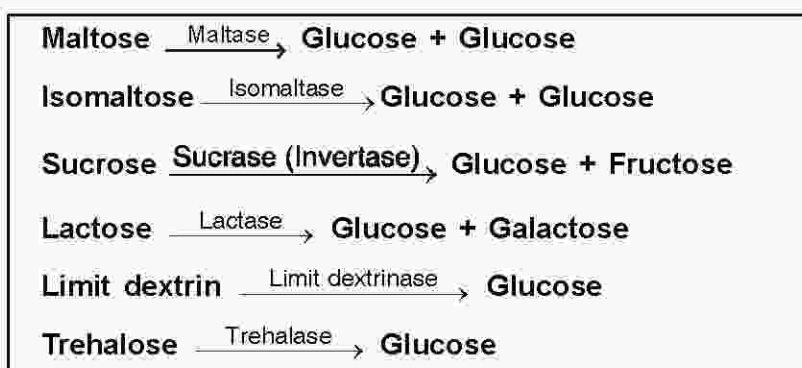 Maltose Maltase → Glucose + Glucose
Isomaltose Isomaltase → Glucose + Glucose
Sucrose Sucrase (Invertase) → Glucose + Fructose
Lactose Lactase → Glucose + Galactose
Limit dextrin Limit dextrinase → Glucose
Trehalose Trehalase → Glucose